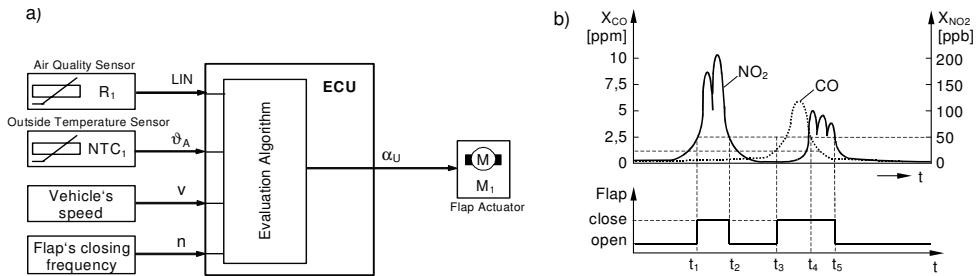 a)
Air Quality Sensor
R1
LIN
Outside Temperature Sensor
NTC1
ϑA
Vehicle's
speed
v
Flap's closing
frequency
n
ECU
Evaluation Algorithm
αU
M
M1
Flap Actuator
b)
XCO
[ppm]
XNO2
[ppb]
10
7,5
5
2,5
0
200
150
100
50
0
NO2
CO
t
Flap
close
open
t1 t2 t3 t4 t5
t